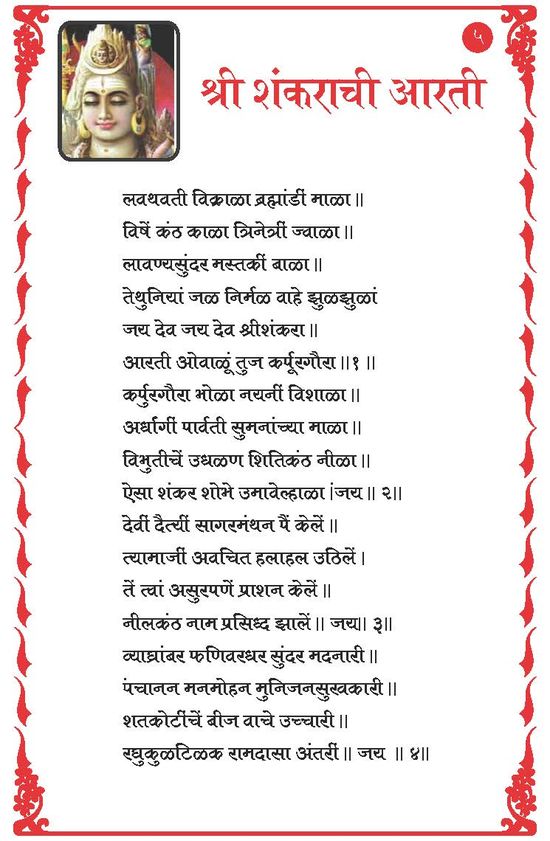 ५
श्री शंकराची आरती
लवथवती विक्राळा ब्रह्मांडीं माळा ॥
विषें कंठ काळा त्रिनेत्रीं ज्वाळा ॥
लावण्यसुंदर मस्तकीं बाळा ॥
तेथुनियां जळ निर्मळ वाहे झुळझुळां
जय देव जय देव श्रीशंकरा ॥
आरती ओवाळूं तुज कर्पूरगौरा ॥१ ॥
कर्पुरगौरा भोळा नयनीं विशाळा ॥
अर्धांगीं पार्वती सुमनांच्या माळा ॥
विभुतीचें उधळण शितिकंठ नीळा ॥
ऐसा शंकर शोभे उमावेल्हाळा ।जय ॥ २॥
देवीं दैत्यीं सागरमंथन पैं केलें ॥
त्यामाजीं अवचित हलाहल उठिलें ।
तें त्वां असुरपणें प्राशन केलें ॥
नीलकंठ नाम प्रसिध्द झालें ॥ जय॥ ३॥
व्याघ्रांबर फणिवरधर सुंदर मदनारी ॥
पंचानन मनमोहन मुनिजनसुखकारी ॥
शतकोटींचें बीज वाचे उच्चारी ॥
रघुकुळटिळक रामदासा अंतरीं ॥ जय ॥ ४॥